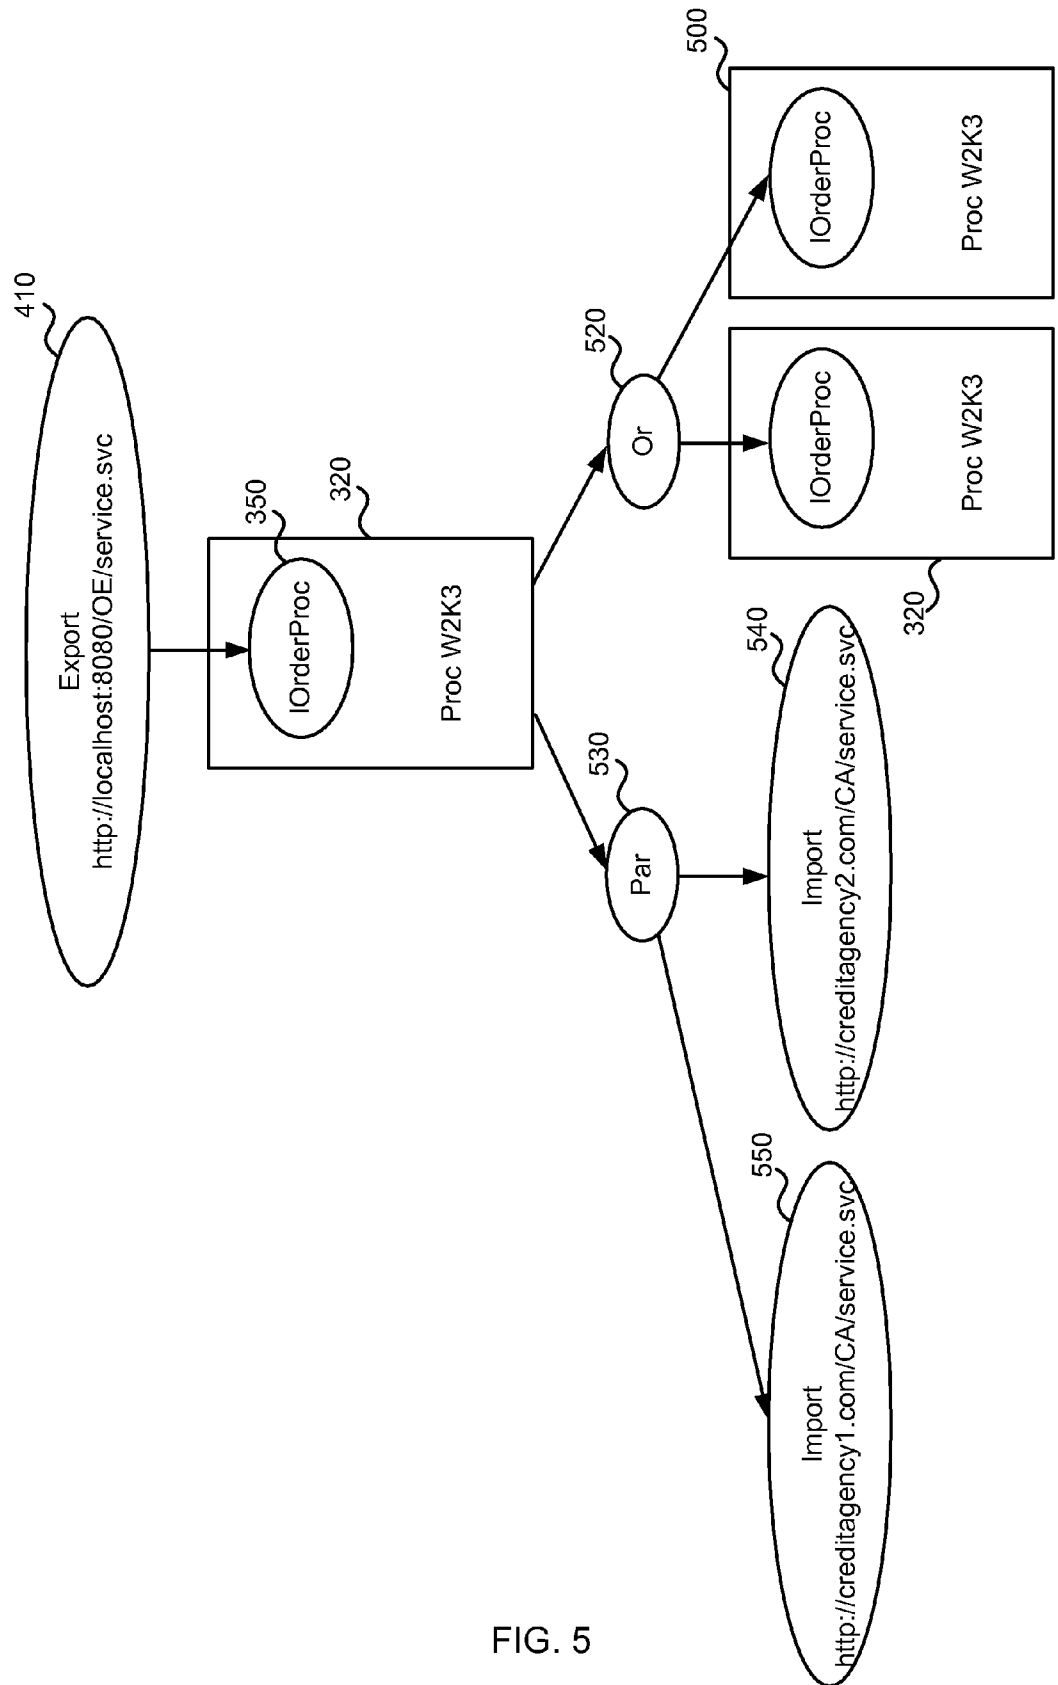 410
Export
http://localhost:8080/OE/service.svc
350
320
IOrderProc
Proc W2K3
520
Or
530
Par
550
Import
http://creditagency1.com/CA/service.svc
540
Import
http://creditagency2.com/CA/service.svc
320
IOrderProc
Proc W2K3
500
IOrderProc
Proc W2K3
FIG. 5